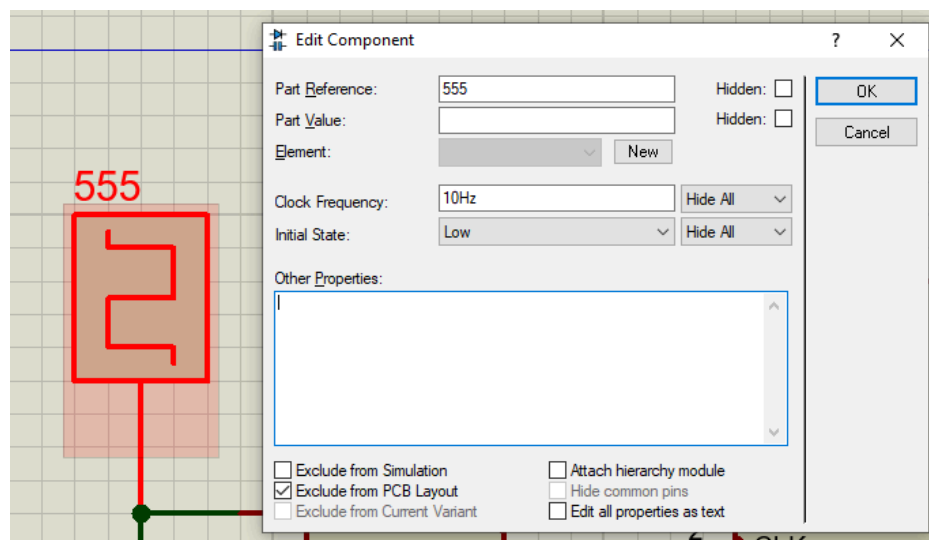 Edit Component
?
Part Reference:
555
Hidden:
OK
Part Value:
Hidden:
Cancel
Element:
New
555
Clock Frequency:
10Hz
Hide All
Initial State:
Low
Hide All
Other Properties:
Exclude from Simulation
Attach hierarchy module
Exclude from PCB Layout
Hide common pins
Exclude from Current Variant
Edit all properties as text